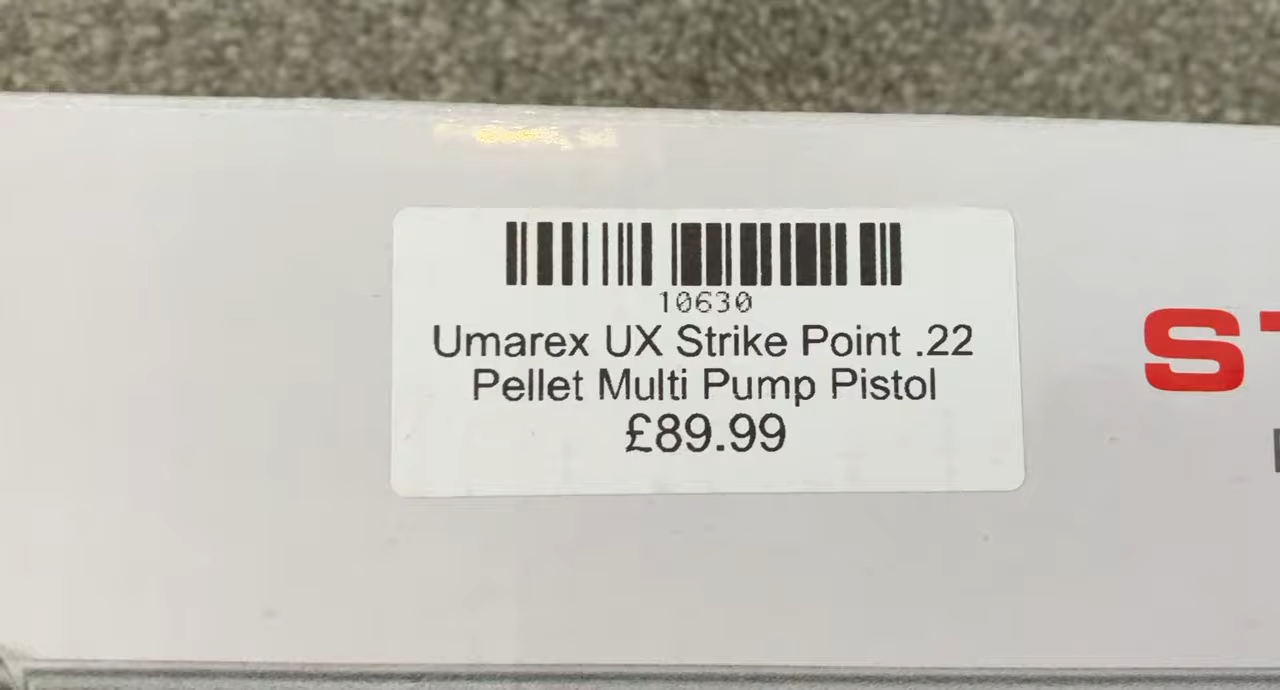 10630
Umarex UX Strike Point .22
Pellet Multi Pump Pistol
£89.99
ST